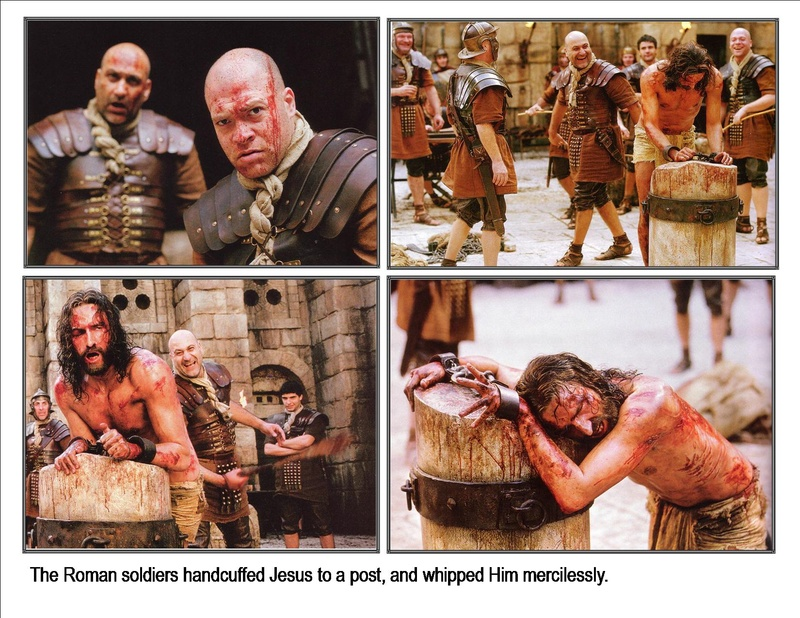 The Roman soldiers handcuffed Jesus to a post, and whipped Him mercilessly.